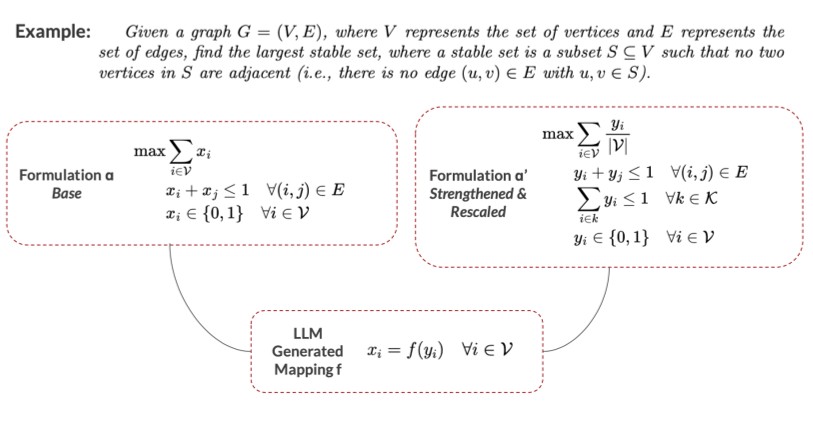 Example: Given a graph G = (V, E), where V represents the set of vertices and E represents the
set of edges, find the largest stable set, where a stable set is a subset S ⊆ V such that no two
vertices in S are adjacent (i.e., there is no edge (u, v) ∈ E with u, v ∈ S).
Formulation α
Base
max ∑_{i∈𝒱} x_i
x_i + x_j ≤ 1 ∀(i, j) ∈ E
x_i ∈ {0, 1} ∀i ∈ 𝒱
Formulation α'
Strengthened &
Rescaled
max ∑_{i∈𝒱} y_i/|𝒱|
y_i + y_j ≤ 1 ∀(i, j) ∈ E
∑_{i∈k} y_i ≤ 1 ∀k ∈ 𝒦
y_i ∈ {0, 1} ∀i ∈ 𝒱
LLM
Generated
Mapping f
x_i = f(y_i) ∀i ∈ 𝒱